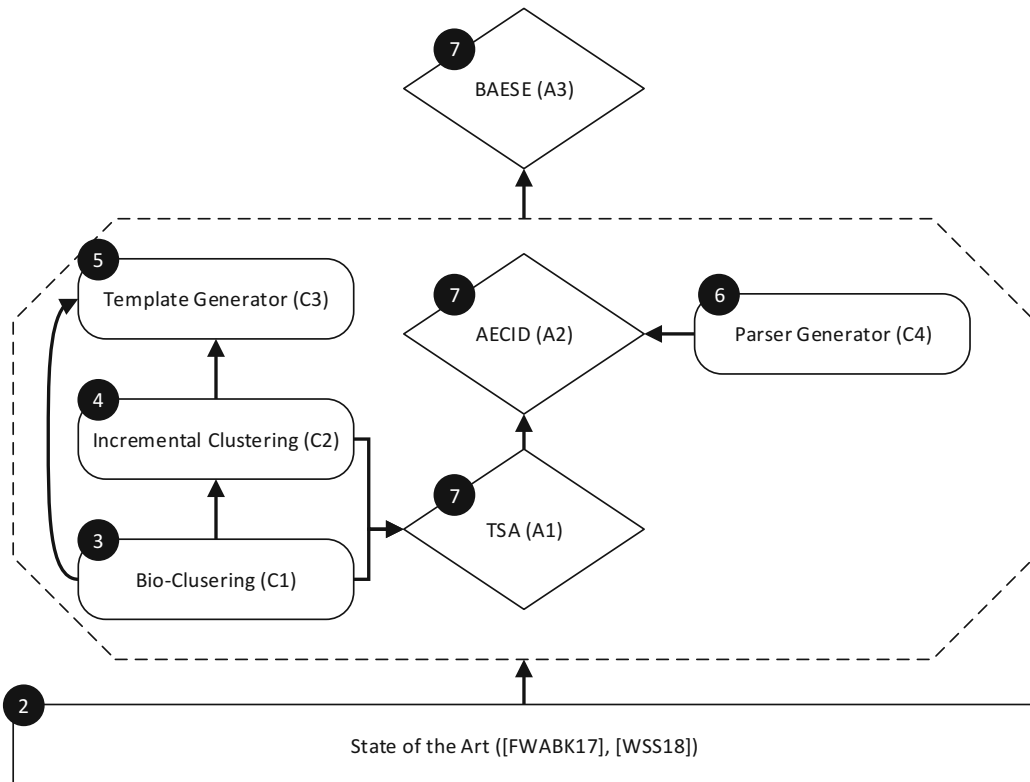 7
BAESE (A3)
5
Template Generator (C3)
7
AECID (A2)
6
Parser Generator (C4)
4
Incremental Clustering (C2)
7
TSA (A1)
3
Bio-Clusering (C1)
2
State of the Art ([FWABK17], [WSS18])